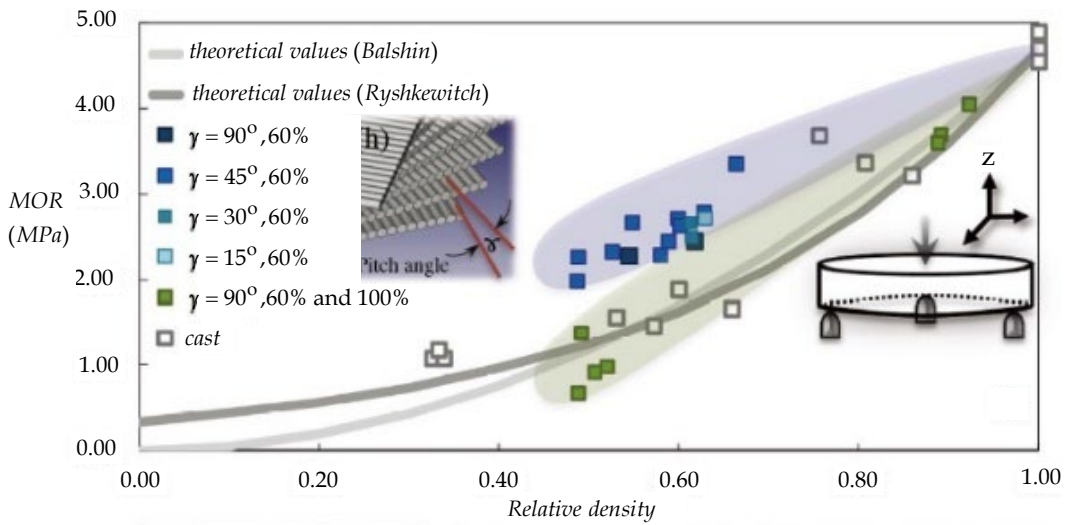 5.00
theoretical values (Balshin)
theoretical values (Ryshkewitch)
4.00
γ = 90°,60%
h)
γ = 45°,60%
3.00
γ = 30°,60%
MOR
(MPa)
γ = 15°,60%
γ
Pitch angle
2.00
γ = 90°,60% and 100%
cast
1.00
0.00
z
0.00 0.20 0.40 0.60 0.80 1.00
Relative density